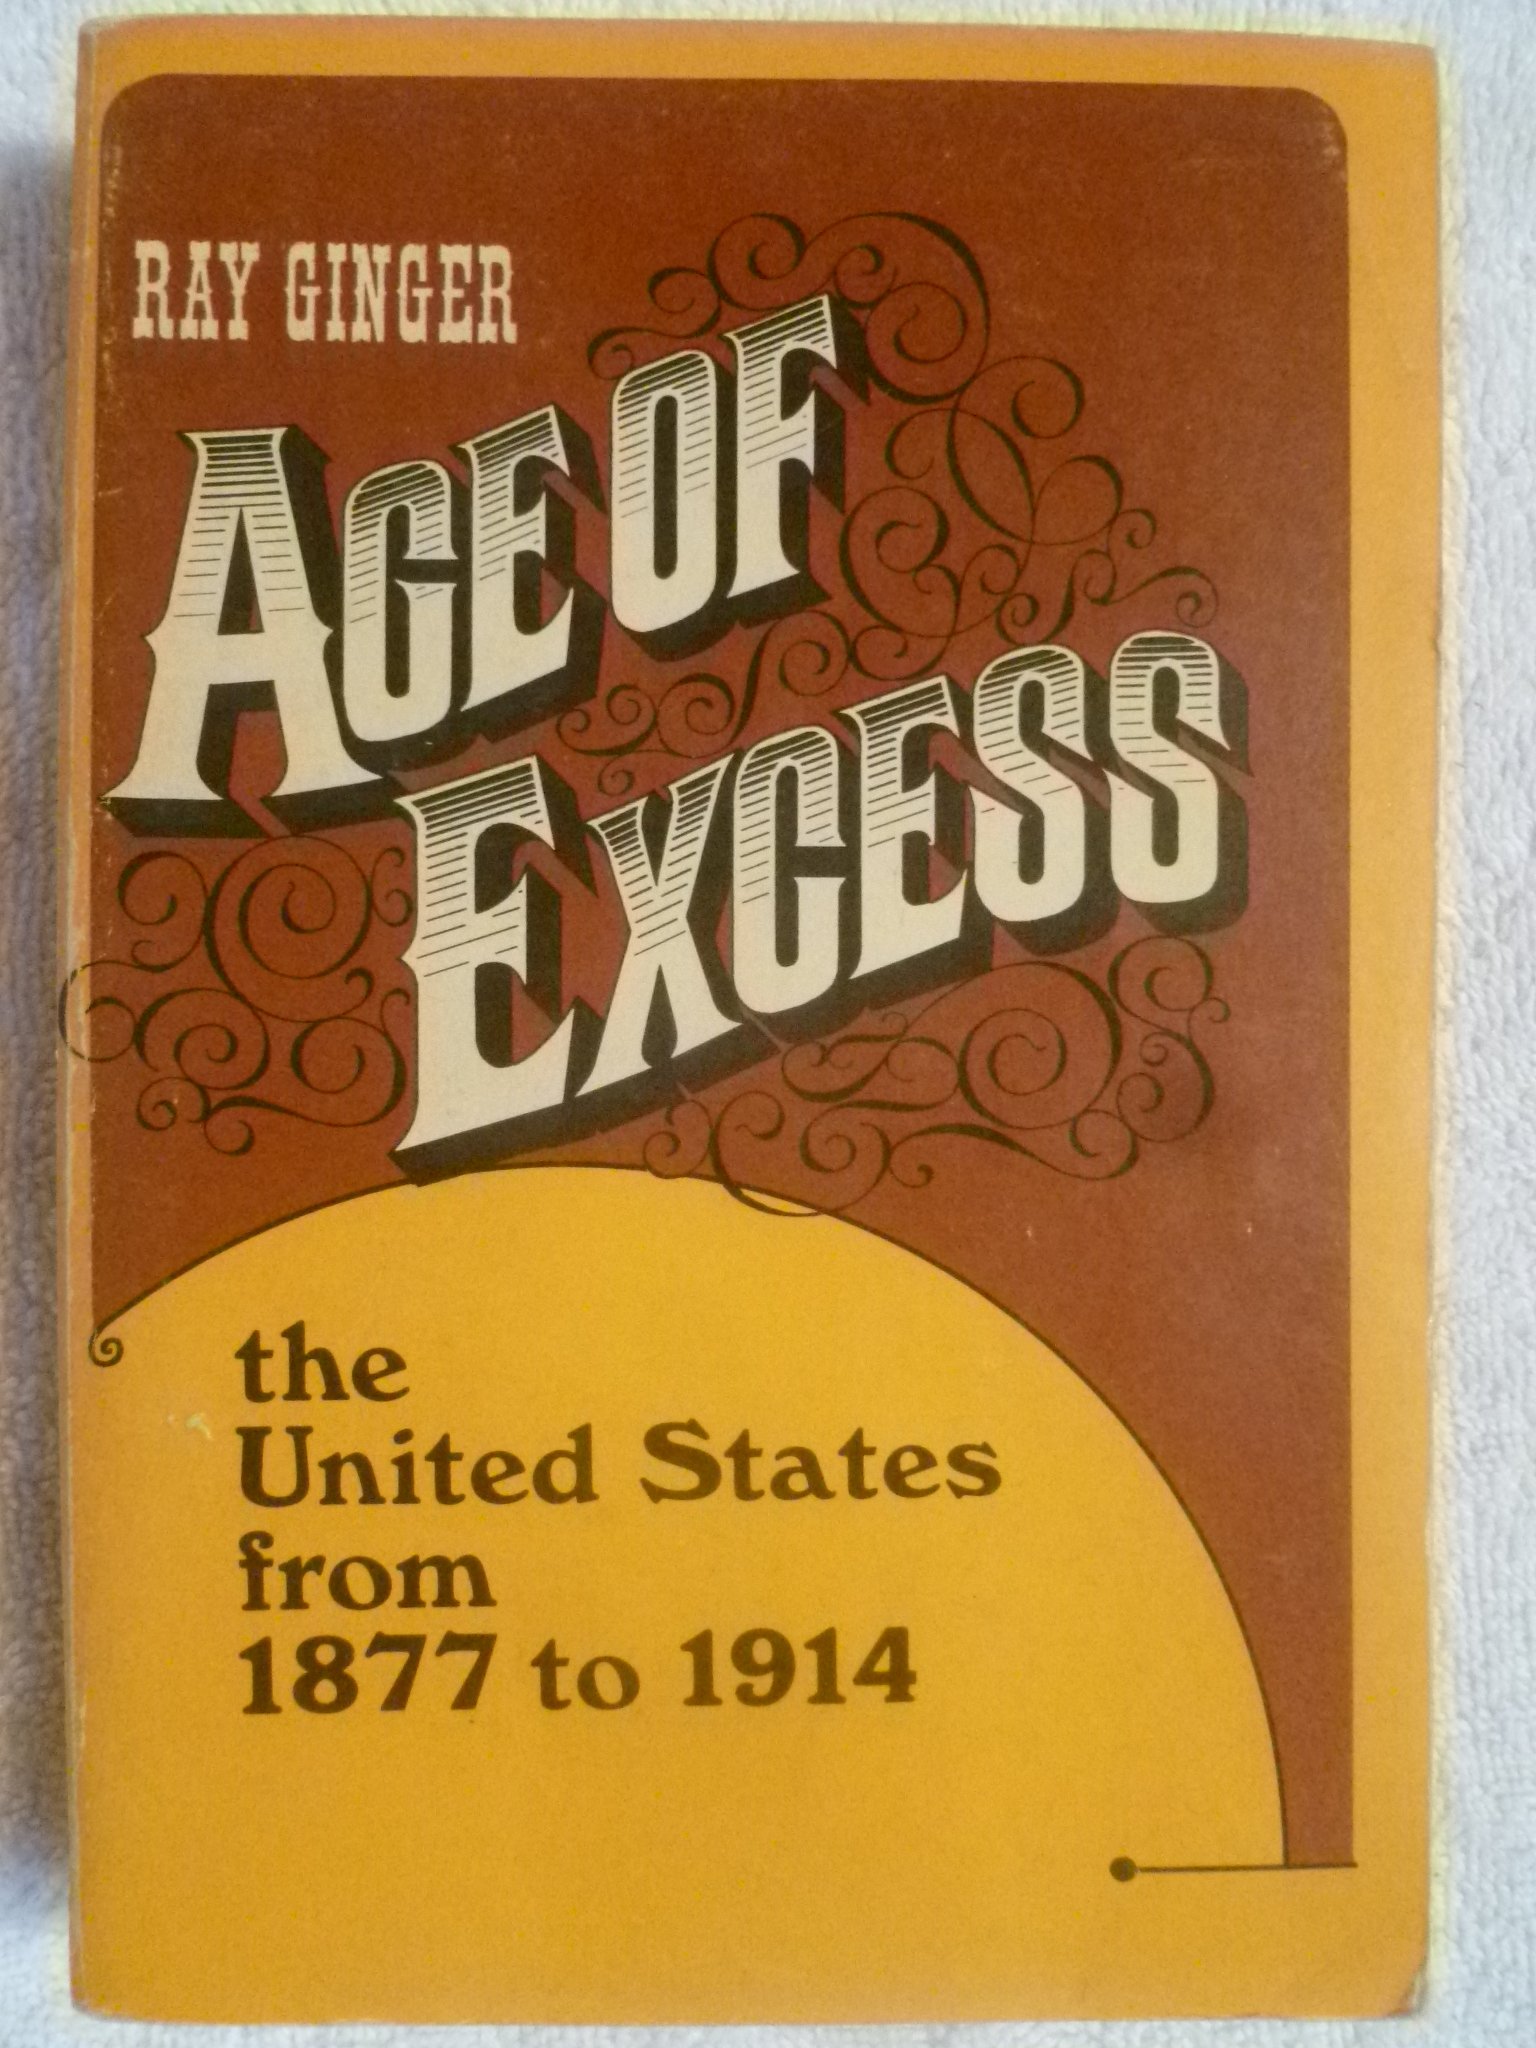 RAY GINGER
AGE OF
EXCESS
the
United States
from
1877 to 1914